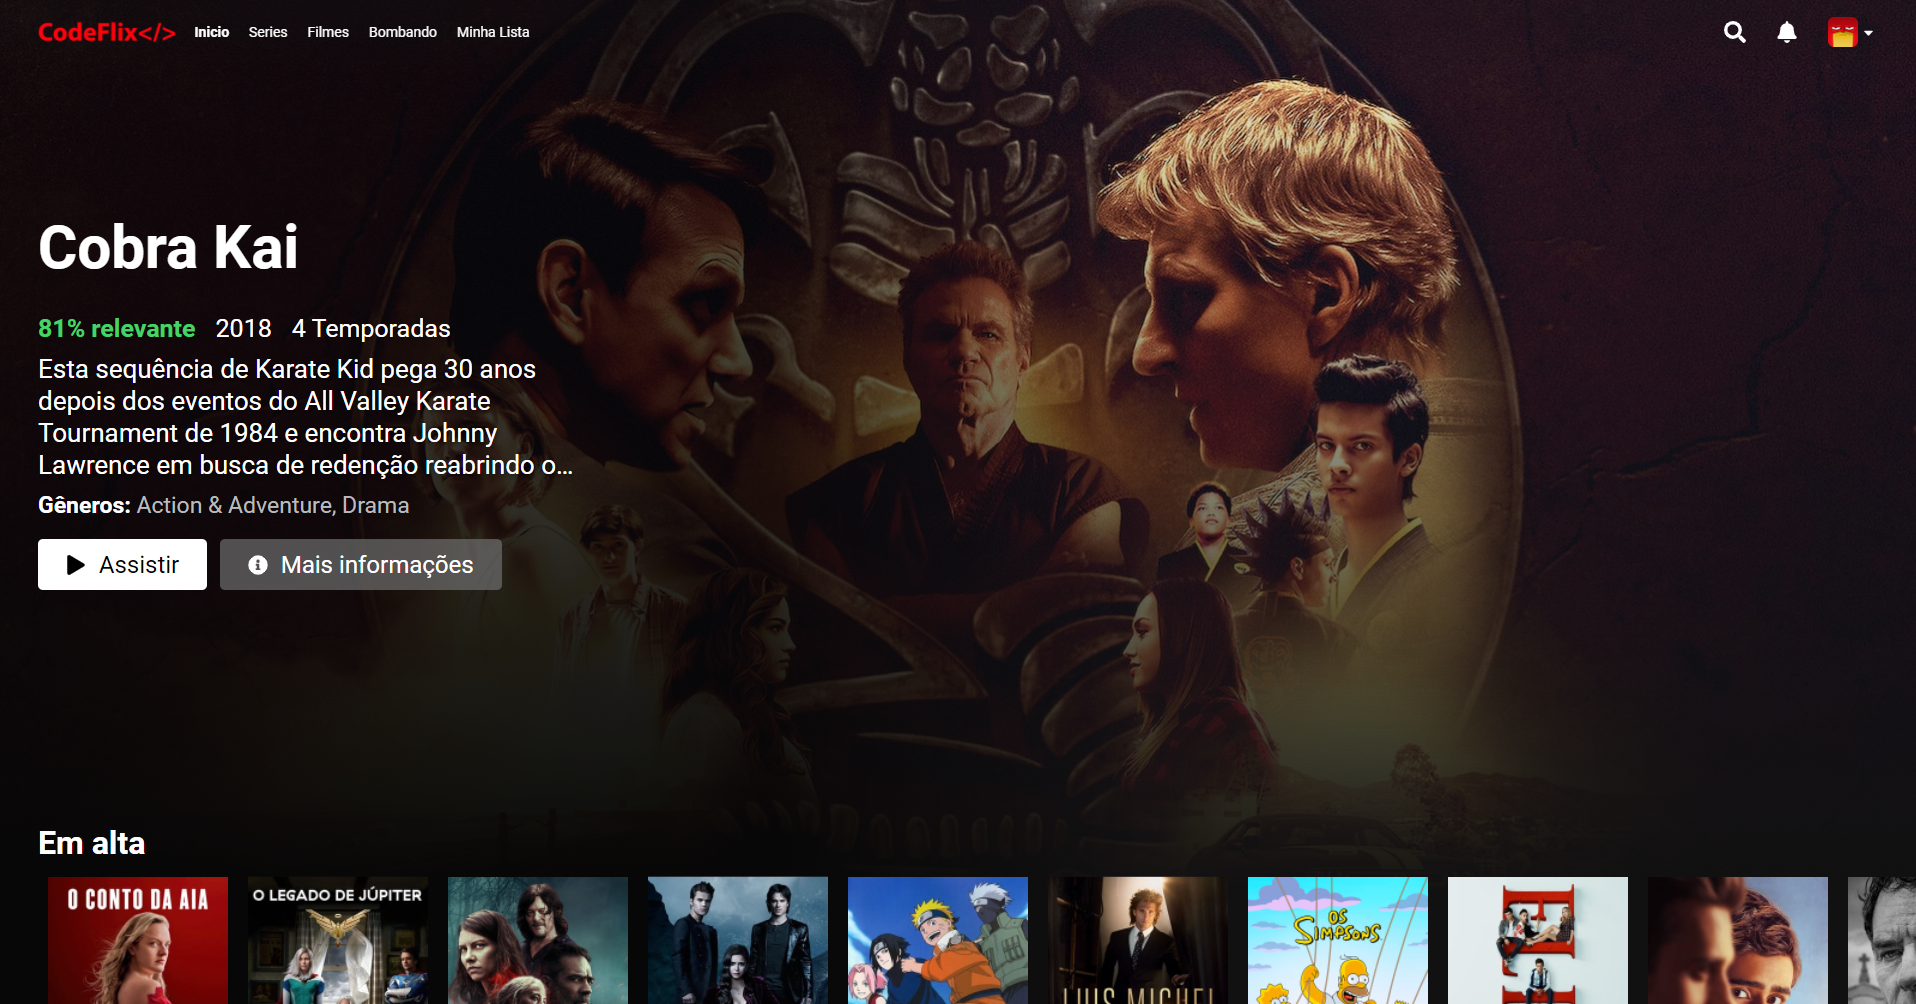 CodeFlix</> Inicio Series Filmes Bombando Minha Lista
Cobra Kai
81% relevante 2018 4 Temporadas
Esta sequência de Karate Kid pega 30 anos
depois dos eventos do All Valley Karate
Tournament de 1984 e encontra Johnny
Lawrence em busca de redenção reabrindo o...
Gêneros: Action & Adventure, Drama
Assistir
Mais informações
Em alta
O CONTO DA AIA
O LEGADO DE JÚPITER
LUIS MIGUEL
OS
SIMPSONS